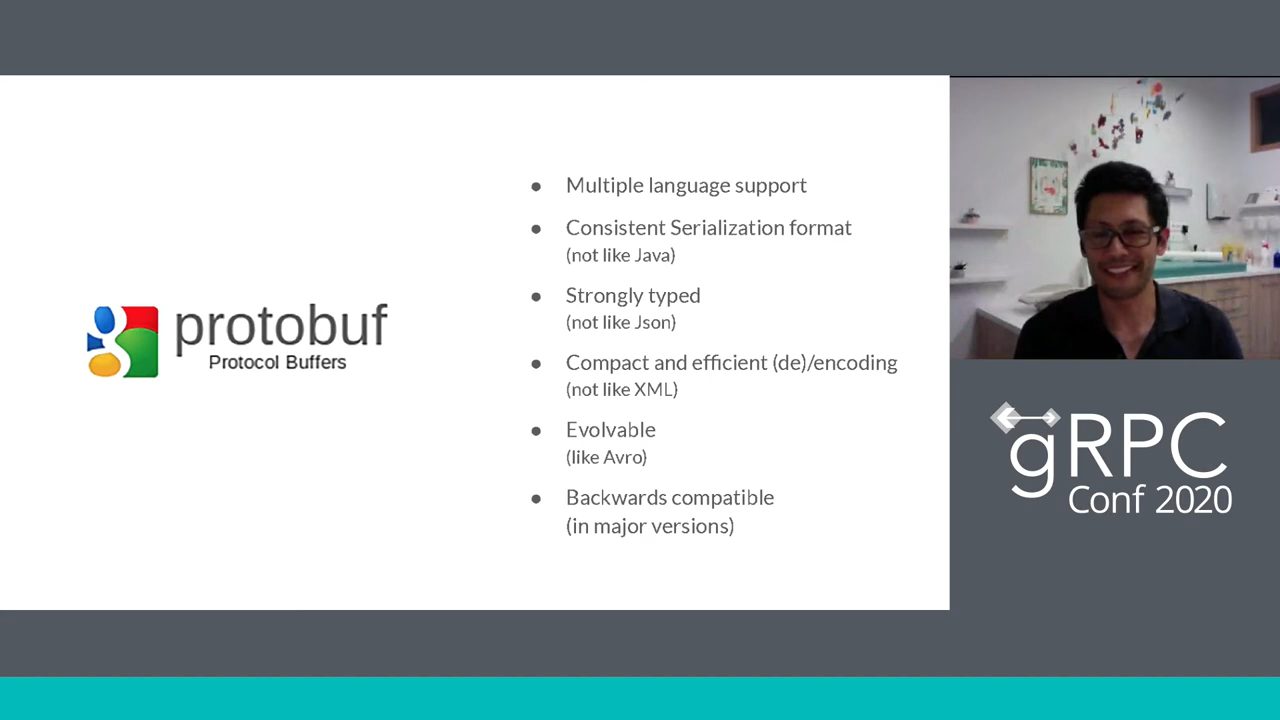 protobuf
Protocol Buffers
● Multiple language support
● Consistent Serialization format
(not like Java)
● Strongly typed
(not like Json)
● Compact and efficient (de)/encoding
(not like XML)
● Evolvable
(like Avro)
● Backwards compatible
(in major versions)
gRPC
Conf 2020